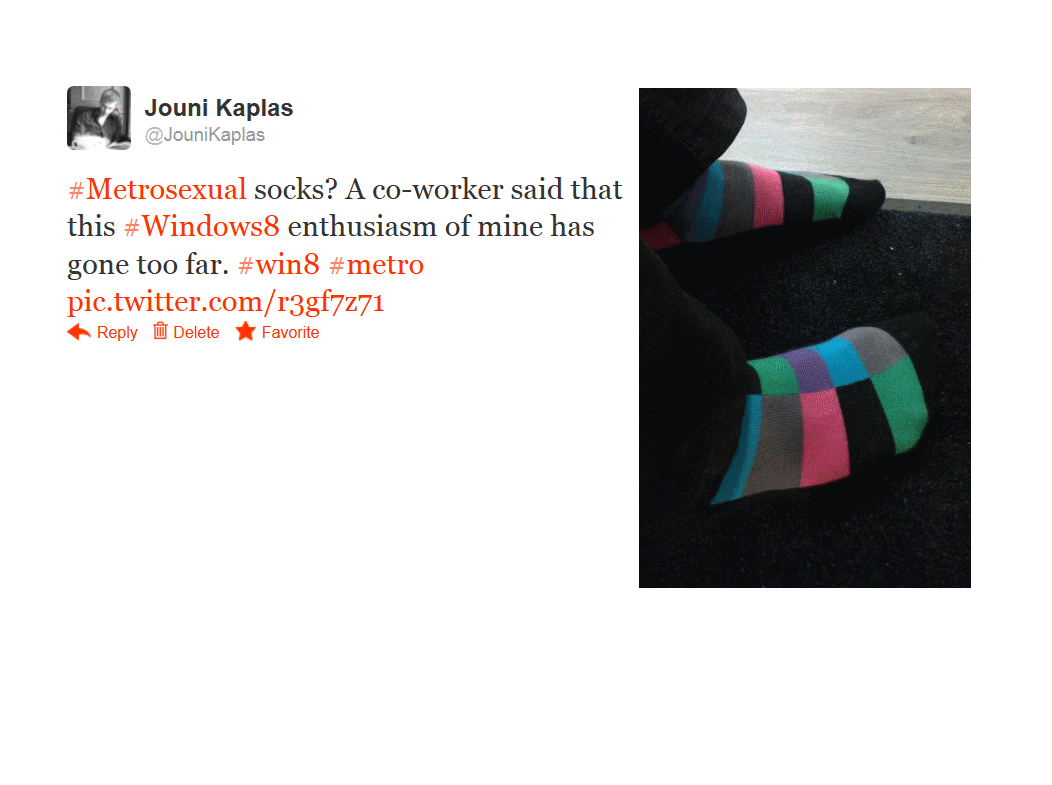 Jouni Kaplas
@JouniKaplas
#Metrosexual socks? A co-worker said that
this #Windows8 enthusiasm of mine has
gone too far. #win8 #metro
pic.twitter.com/r3gf7z71
Reply Delete Favorite